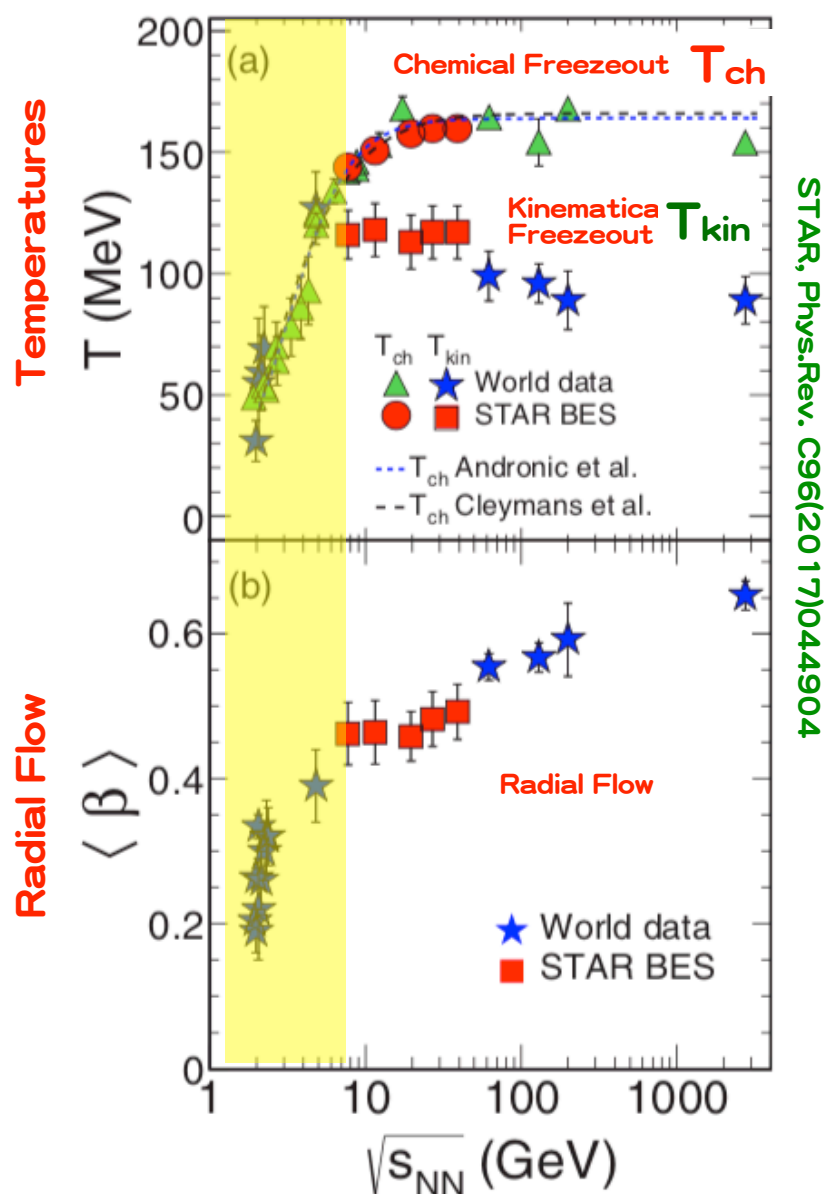 Temperatures
T (MeV)
200
150
100
50
0
(a)
Chemical Freezeout Tch
Kinematica
Freezeout Tkin
Tch Tkin
World data
STAR BES
Tch Andronic et al.
Tch Cleymans et al.
STAR, Phys.Rev. C96(2017)044904
Radial Flow
⟨ β ⟩
0.6
0.4
0.2
0
(b)
Radial Flow
World data
STAR BES
1 10 100 1000
√sNN (GeV)